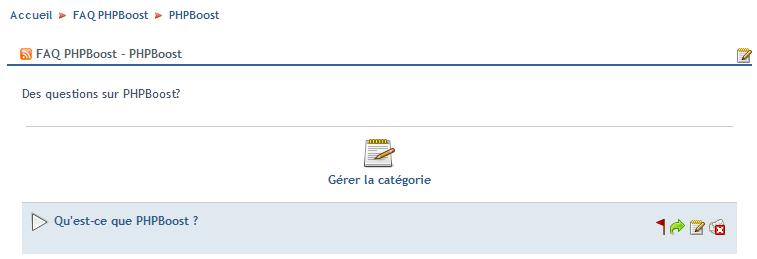 Accueil FAQ PHPBoost PHPBoost
FAQ PHPBoost - PHPBoost
Des questions sur PHPBoost?
Gérer la catégorie
Qu'est-ce que PHPBoost ?